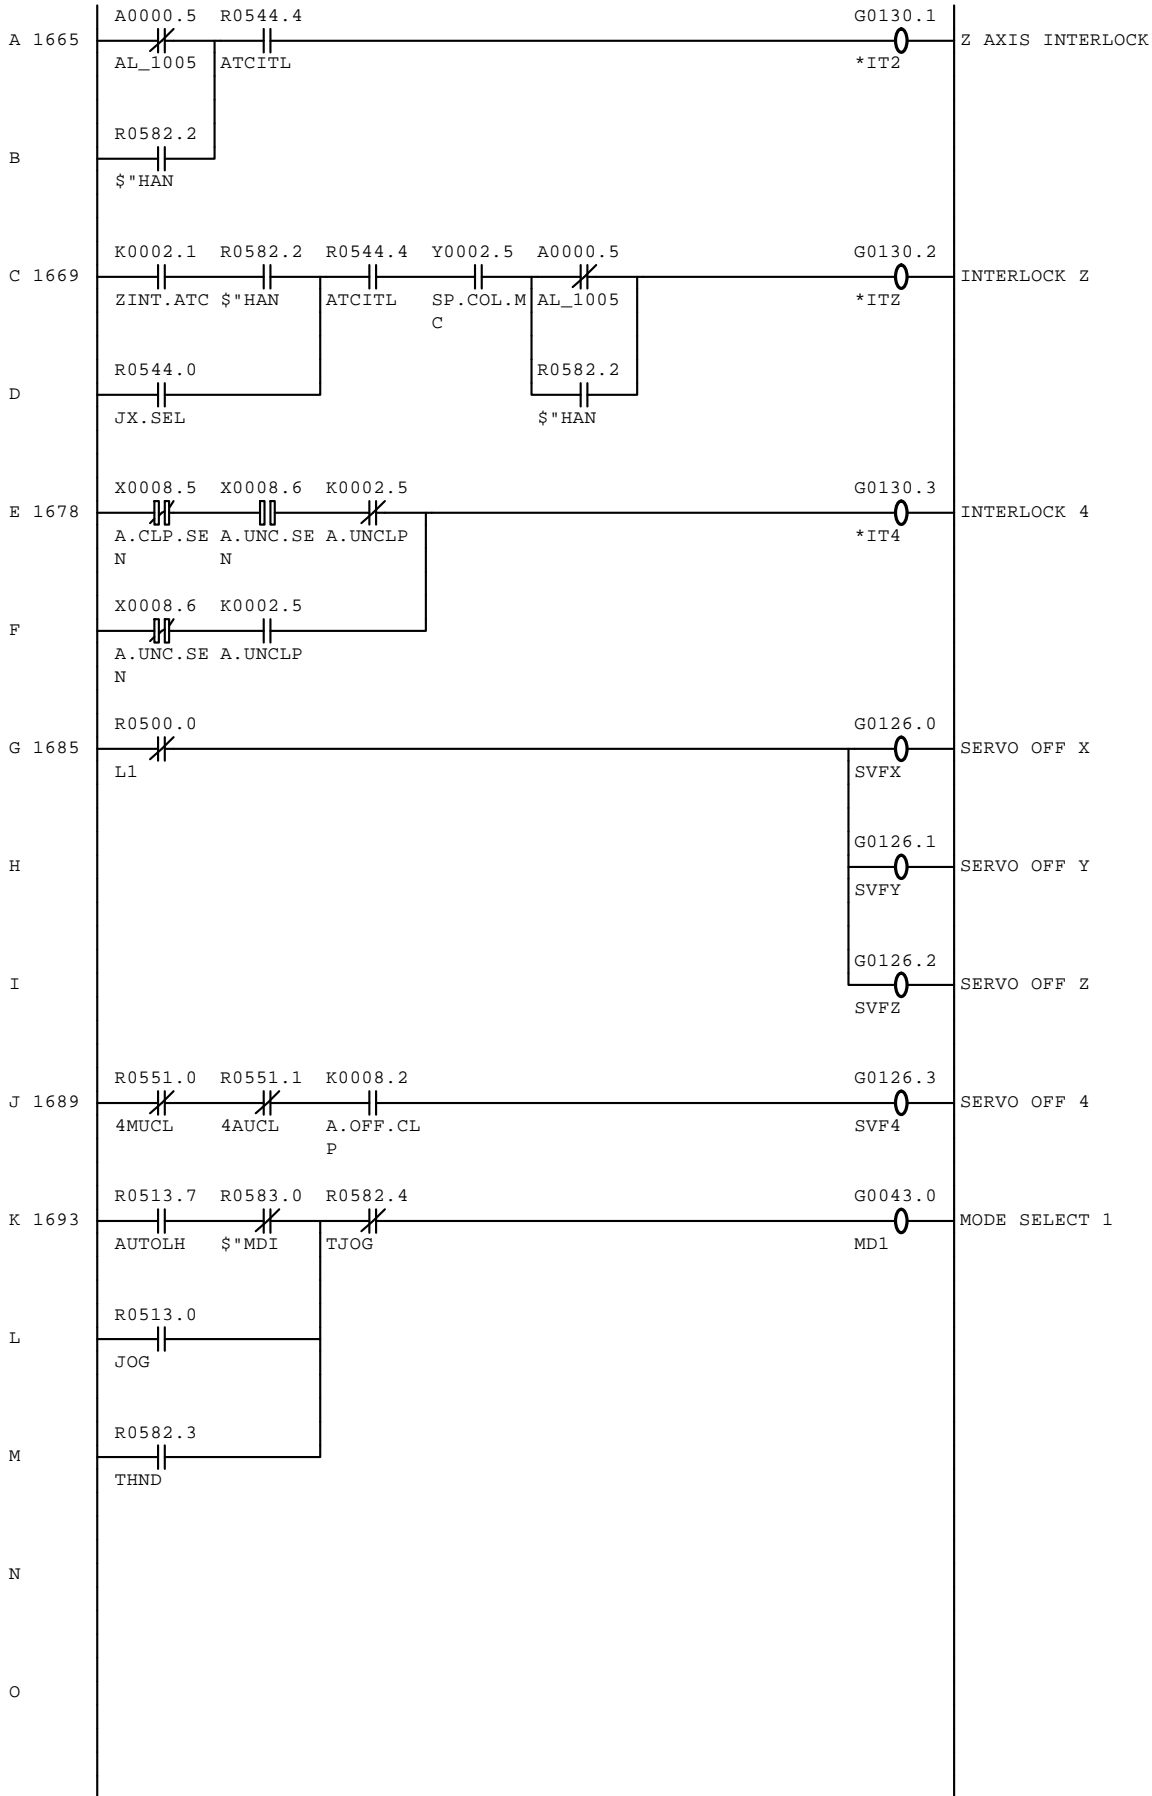 A0000.5 R0544.4 G0130.1
A 1665 Z AXIS INTERLOCK
AL_1005 ATCITL *IT2
R0582.2
B
$"HAN
K0002.1 R0582.2 R0544.4 Y0002.5 A0000.5 G0130.2
C 1669 INTERLOCK Z
ZINT.ATC $"HAN ATCITL SP.COL.M AL_1005 *ITZ
C
R0544.0 R0582.2
D
JX.SEL $"HAN
X0008.5 X0008.6 K0002.5 G0130.3
E 1678 INTERLOCK 4
A.CLP.SE A.UNC.SE A.UNCLP *IT4
N N
X0008.6 K0002.5
F
A.UNC.SE A.UNCLP
N
R0500.0 G0126.0
G 1685 SERVO OFF X
L1 SVFX
G0126.1
H SERVO OFF Y
SVFY
G0126.2
I SERVO OFF Z
SVFZ
R0551.0 R0551.1 K0008.2 G0126.3
J 1689 SERVO OFF 4
4MUCL 4AUCL A.OFF.CL SVF4
P
R0513.7 R0583.0 R0582.4 G0043.0
K 1693 MODE SELECT 1
AUTOLH $"MDI TJOG MD1
R0513.0
L
JOG
R0582.3
M
THND
N
O